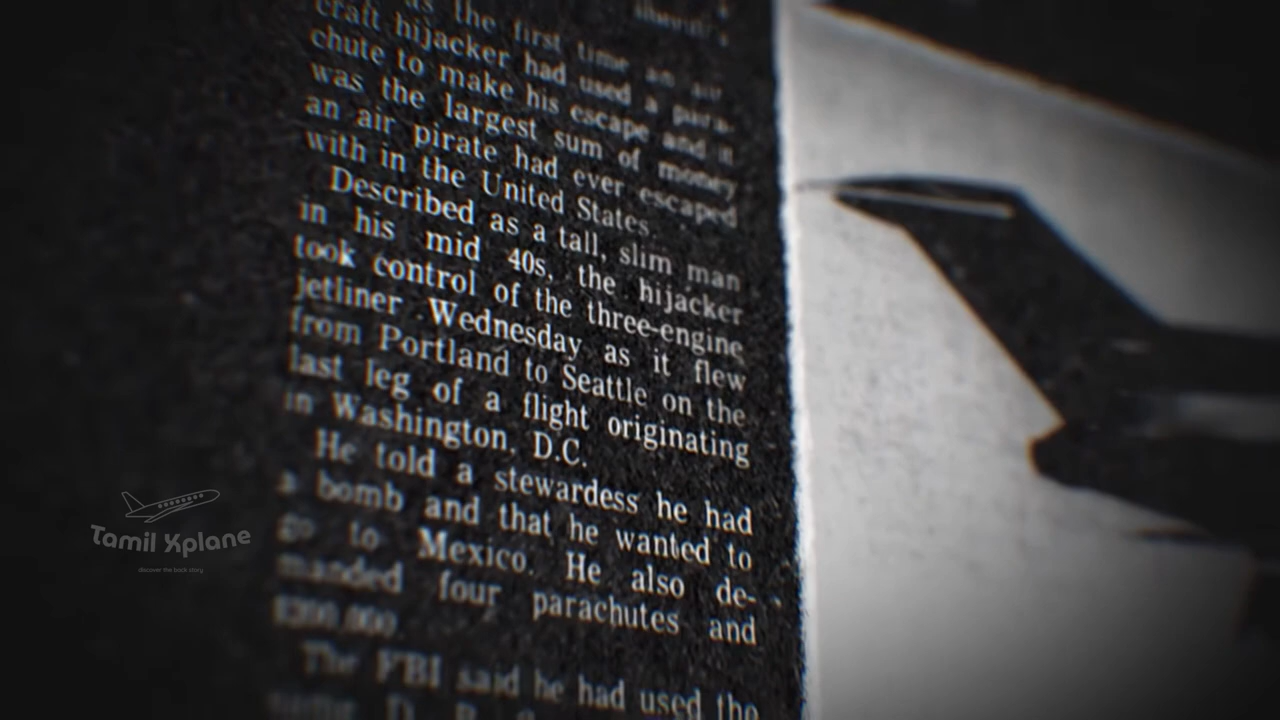 as the first time an air-
craft hijacker had used a para-
chute to make his escape and it
was the largest sum of money
an air pirate had ever escaped
with in the United States.
Described as a tall, slim man
in his mid 40s, the hijacker
took control of the three-engine
jetliner Wednesday as it flew
from Portland to Seattle on the
last leg of a flight originating
in Washington, D.C.
He told a stewardess he had
a bomb and that he wanted to
go to Mexico. He also de-
manded four parachutes and
$200,000.
The FBI said he had used the
Tamil Xplane
discover the back story